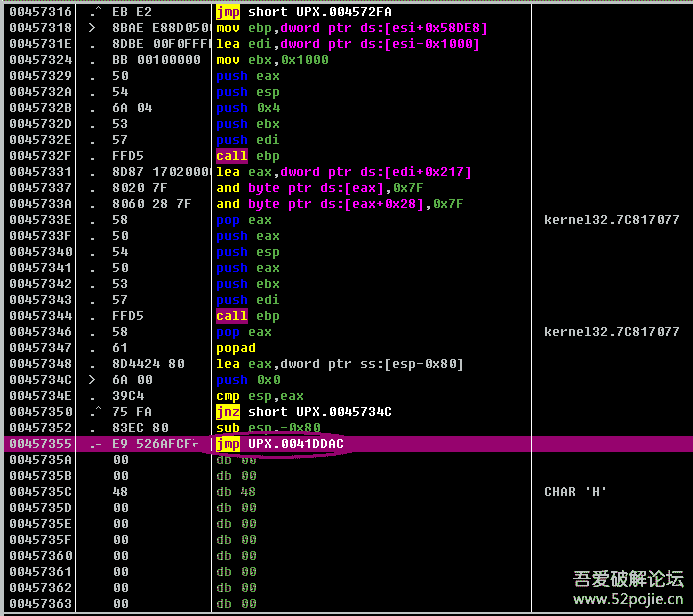 00457316 .^ EB E2 jmp short UPX.004572FA
00457318 > 8BAE E88D0500 mov ebp,dword ptr ds:[esi+0x58DE8]
0045731E . 8DBE 00F0FFFF lea edi,dword ptr ds:[esi-0x1000]
00457324 . BB 00100000 mov ebx,0x1000
00457329 . 50 push eax
0045732A . 54 push esp
0045732B . 6A 04 push 0x4
0045732D . 53 push ebx
0045732E . 57 push edi
0045732F . FFD5 call ebp
00457331 . 8D87 17020000 lea eax,dword ptr ds:[edi+0x217]
00457337 . 8020 7F and byte ptr ds:[eax],0x7F
0045733A . 8060 28 7F and byte ptr ds:[eax+0x28],0x7F
0045733E . 58 pop eax kernel32.7C817077
0045733F . 50 push eax
00457340 . 54 push esp
00457341 . 50 push eax
00457342 . 53 push ebx
00457343 . 57 push edi
00457344 . FFD5 call ebp
00457346 . 58 pop eax kernel32.7C817077
00457347 . 61 popad
00457348 . 8D4424 80 lea eax,dword ptr ss:[esp-0x80]
0045734C > 6A 00 push 0x0
0045734E . 39C4 cmp esp,eax
00457350 .^ 75 FA jnz short UPX.0045734C
00457352 . 83EC 80 sub esp,-0x80
00457355 .- E9 526AFCFF jmp UPX.0041DDAC
0045735A 00 db 00
0045735B 00 db 00
0045735C 48 db 48 CHAR 'H'
0045735D 00 db 00
0045735E 00 db 00
0045735F 00 db 00
00457360 00 db 00
00457361 00 db 00
00457362 00 db 00
00457363 00 db 00
吾爱破解论坛
www.52pojie.cn